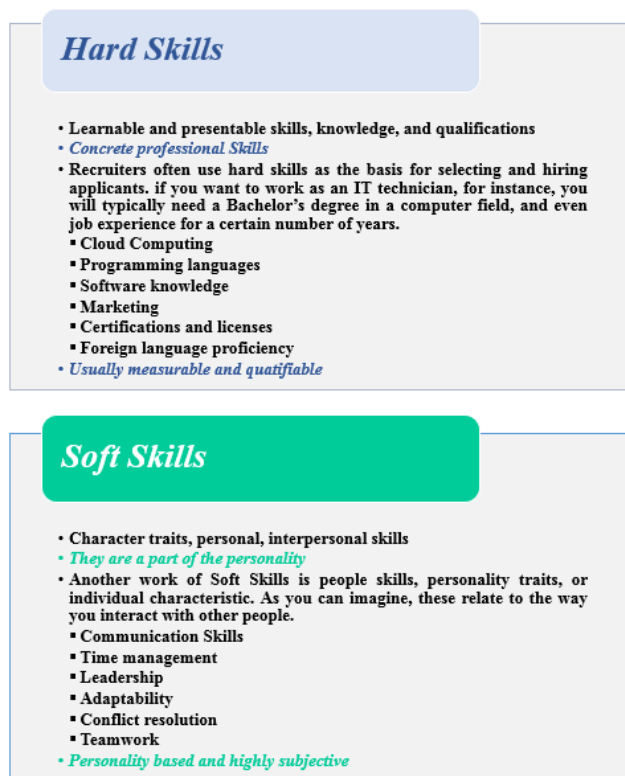 Hard Skills
• Learnable and presentable skills, knowledge, and qualifications
• Concrete professional Skills
• Recruiters often use hard skills as the basis for selecting and hiring
applicants. if you want to work as an IT technician, for instance, you
will typically need a Bachelor’s degree in a computer field, and even
job experience for a certain number of years.
▪ Cloud Computing
▪ Programming languages
▪ Software knowledge
▪ Marketing
▪ Certifications and licenses
▪ Foreign language proficiency
• Usually measurable and quatifiable
Soft Skills
• Character traits, personal, interpersonal skills
• They are a part of the personality
• Another work of Soft Skills is people skills, personality traits, or
individual characteristic. As you can imagine, these relate to the way
you interact with other people.
▪ Communication Skills
▪ Time management
▪ Leadership
▪ Adaptability
▪ Conflict resolution
▪ Teamwork
• Personality based and highly subjective